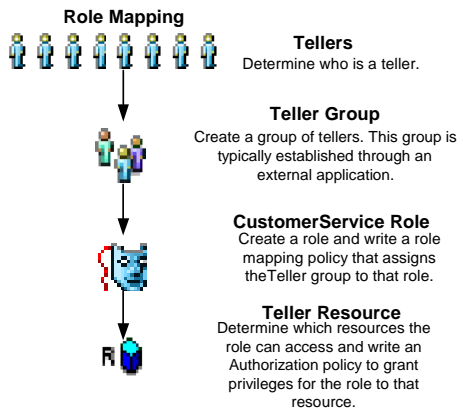 Role Mapping
Tellers
Determine who is a teller.
Teller Group
Create a group of tellers. This group is
typically established through an
external application.
CustomerService Role
Create a role and write a role
mapping policy that assigns
theTeller group to that role.
Teller Resource
Determine which resources the
role can access and write an
Authorization policy to grant
privileges for the role to that
resource.
R